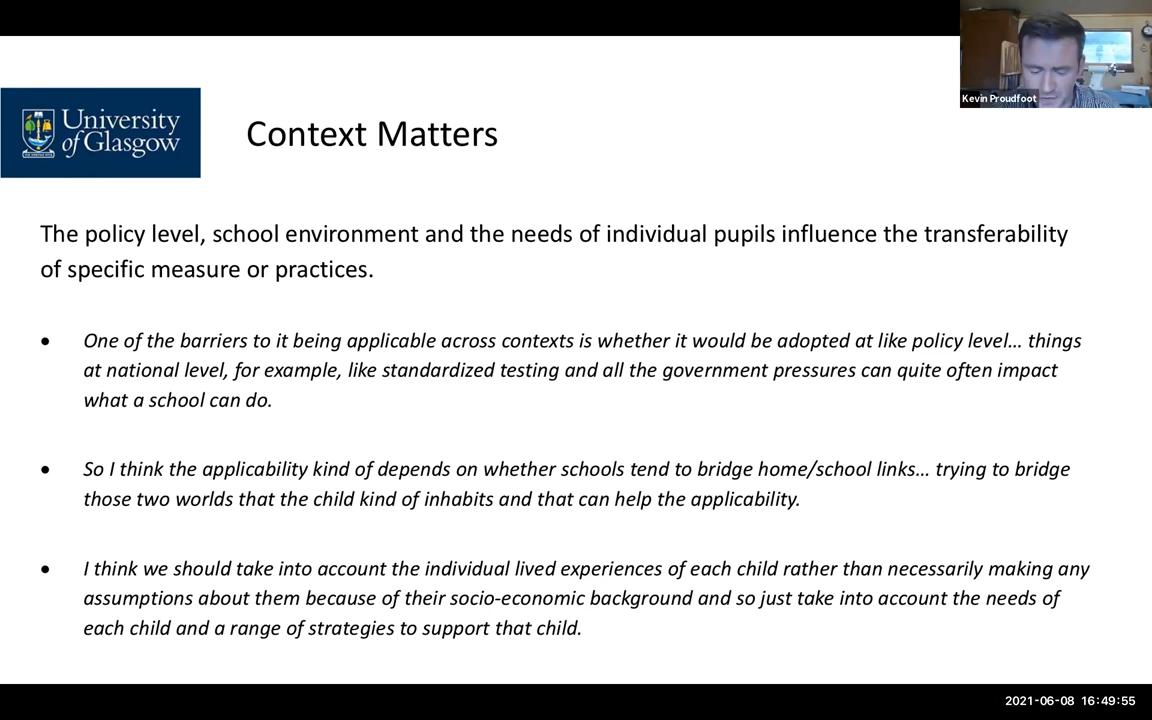 Kevin Proudfoot
University
of Glasgow
Context Matters
The policy level, school environment and the needs of individual pupils influence the transferability
of specific measure or practices.
• One of the barriers to it being applicable across contexts is whether it would be adopted at like policy level... things
at national level, for example, like standardized testing and all the government pressures can quite often impact
what a school can do.
• So I think the applicability kind of depends on whether schools tend to bridge home/school links... trying to bridge
those two worlds that the child kind of inhabits and that can help the applicability.
• I think we should take into account the individual lived experiences of each child rather than necessarily making any
assumptions about them because of their socio-economic background and so just take into account the needs of
each child and a range of strategies to support that child.
2021-06-08 16:49:55